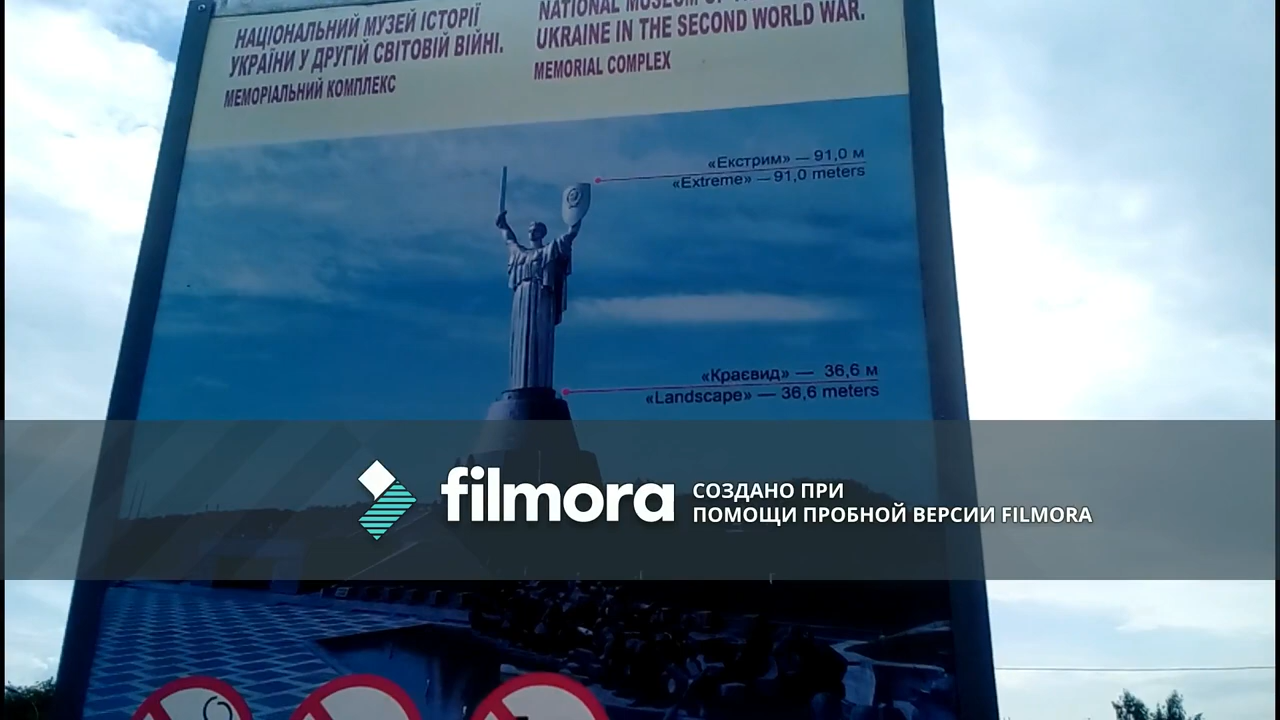 НАЦІОНАЛЬНИЙ МУЗЕЙ ІСТОРІЇ
УКРАЇНИ У ДРУГІЙ СВІТОВІЙ ВІЙНІ.
МЕМОРІАЛЬНИЙ КОМПЛЕКС
NATIONAL MUSEUM OF
UKRAINE IN THE SECOND WORLD WAR.
MEMORIAL COMPLEX
«Екстрим» — 91,0 м
«Extreme» — 91,0 meters
«Краєвид» — 36,6 м
«Landscape» — 36,6 meters
filmora
СОЗДАНО ПРИ
ПОМОЩИ ПРОБНОЙ ВЕРСИИ FILMORA